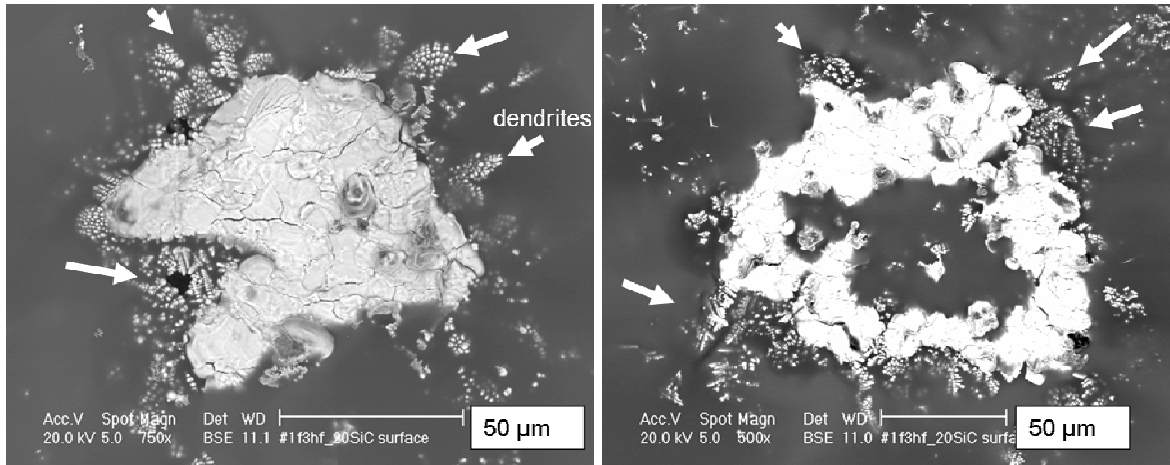 dendrites
Acc.V Spot Magn Det WD
20.0 kV 5.0 750x BSE 11.1 #1f3hf_20SiC surface
50 µm
Acc.V Spot Magn Det WD
20.0 kV 5.0 500x BSE 11.0 #1f3hf_20SiC surfa
50 µm